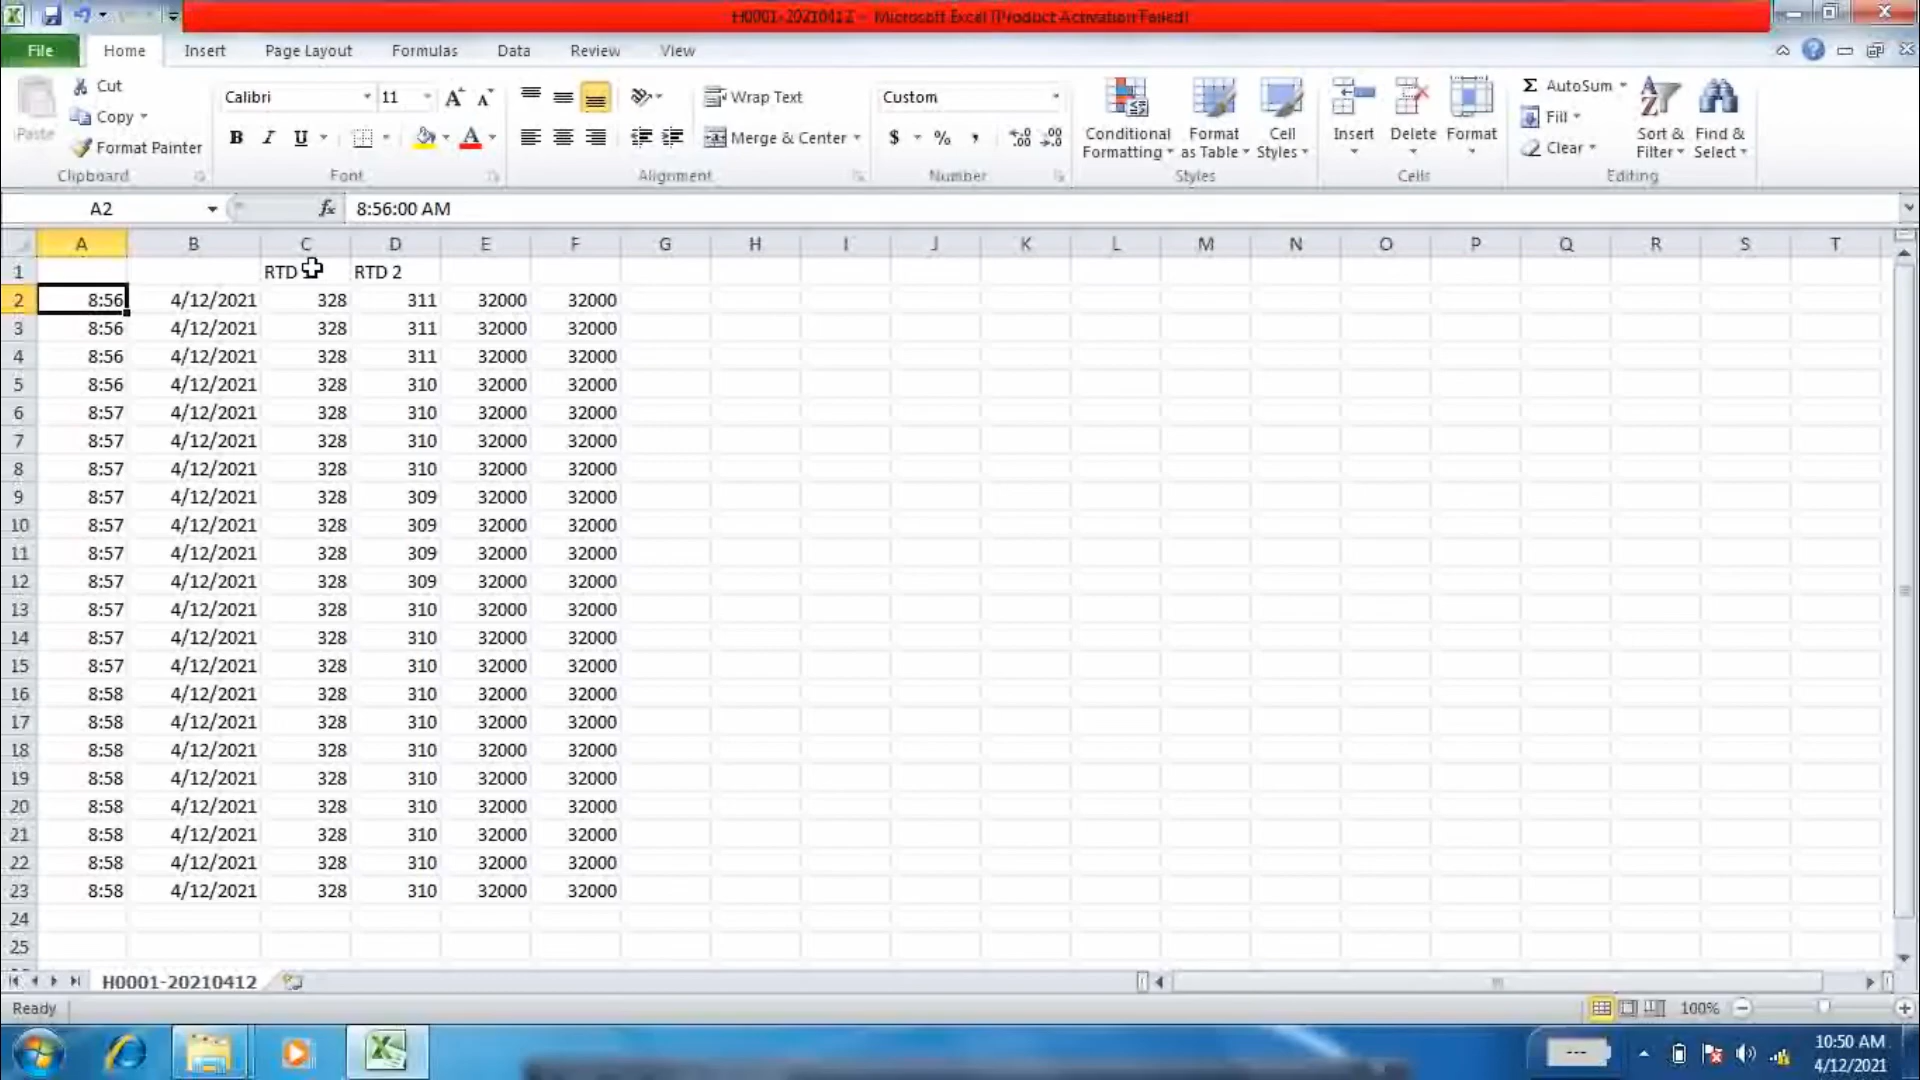 H0001-20210412 - Microsoft Excel (Product Activation Failed)
File Home Insert Page Layout Formulas Data Review View
Paste Cut Copy Format Painter Clipboard
Calibri 11 B I U A Font
Wrap Text Merge & Center Alignment
Custom $ % , Number
Conditional Formatting Format as Table Cell Styles Styles
Insert Delete Format Cells
Σ AutoSum Fill Clear Sort & Filter Find & Select Editing
A2 fx 8:56:00 AM
A B C D E F G H I J K L M N O P Q R S T
1 RTD RTD 2
2 8:56 4/12/2021 328 311 32000 32000
3 8:56 4/12/2021 328 311 32000 32000
4 8:56 4/12/2021 328 311 32000 32000
5 8:56 4/12/2021 328 310 32000 32000
6 8:57 4/12/2021 328 310 32000 32000
7 8:57 4/12/2021 328 310 32000 32000
8 8:57 4/12/2021 328 310 32000 32000
9 8:57 4/12/2021 328 309 32000 32000
10 8:57 4/12/2021 328 309 32000 32000
11 8:57 4/12/2021 328 309 32000 32000
12 8:57 4/12/2021 328 309 32000 32000
13 8:57 4/12/2021 328 310 32000 32000
14 8:57 4/12/2021 328 310 32000 32000
15 8:57 4/12/2021 328 310 32000 32000
16 8:58 4/12/2021 328 310 32000 32000
17 8:58 4/12/2021 328 310 32000 32000
18 8:58 4/12/2021 328 310 32000 32000
19 8:58 4/12/2021 328 310 32000 32000
20 8:58 4/12/2021 328 310 32000 32000
21 8:58 4/12/2021 328 310 32000 32000
22 8:58 4/12/2021 328 310 32000 32000
23 8:58 4/12/2021 328 310 32000 32000
24
25
H0001-20210412
Ready 100%
---
10:50 AM
4/12/2021